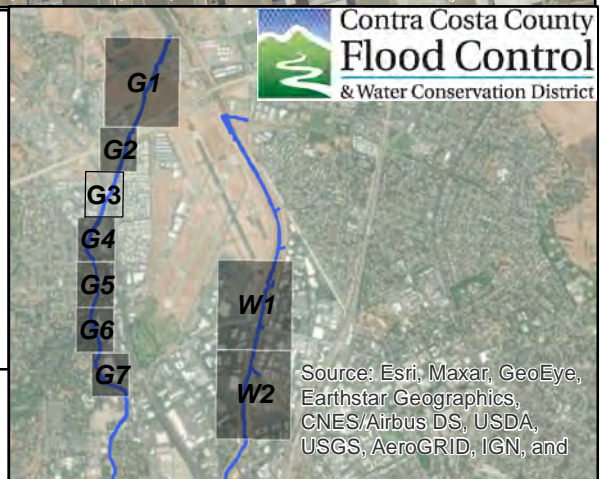 Contra Costa County
Flood Control
& Water Conservation District
G1
G2
G3
G4
G5
G6
G7
W1
W2
Source: Esri, Maxar, GeoEye,
Earthstar Geographics,
CNES/Airbus DS, USDA,
USGS, AeroGRID, IGN, and